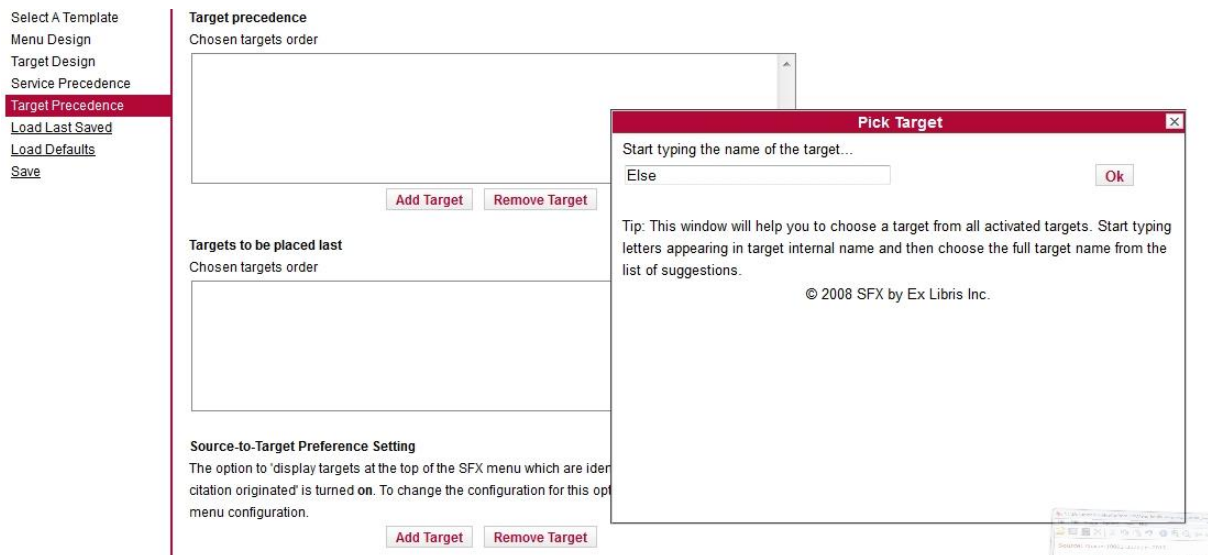 Select A Template
Menu Design
Target Design
Service Precedence
Target Precedence
Load Last Saved
Load Defaults
Save
Target precedence
Chosen targets order
Add Target Remove Target
Targets to be placed last
Chosen targets order
Source-to-Target Preference Setting
The option to 'display targets at the top of the SFX menu which are iden
citation originated' is turned on. To change the configuration for this opt
menu configuration.
Add Target Remove Target
Pick Target
Start typing the name of the target...
Else
Ok
Tip: This window will help you to choose a target from all activated targets. Start typing
letters appearing in target internal name and then choose the full target name from the
list of suggestions.
© 2008 SFX by Ex Libris Inc.